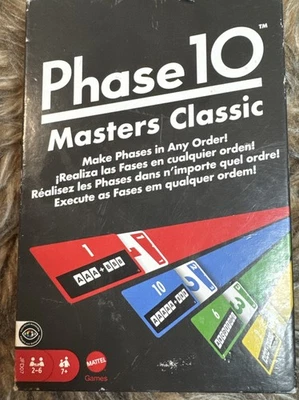 Phase 10™
Masters Classic
Make Phases in Any Order!
¡Realiza las Fases en cualquier orden!
Réalisez les Phases dans n'importe quel ordre!
Execute as Fases em qualquer ordem!
1
10
6
2-6
7+
MATTEL
Games